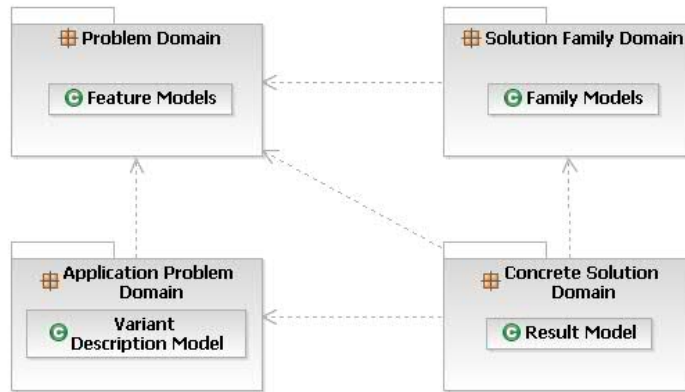 Problem Domain
Feature Models
Solution Family Domain
Family Models
Application Problem
Domain
Variant
Description Model
Concrete Solution
Domain
Result Model